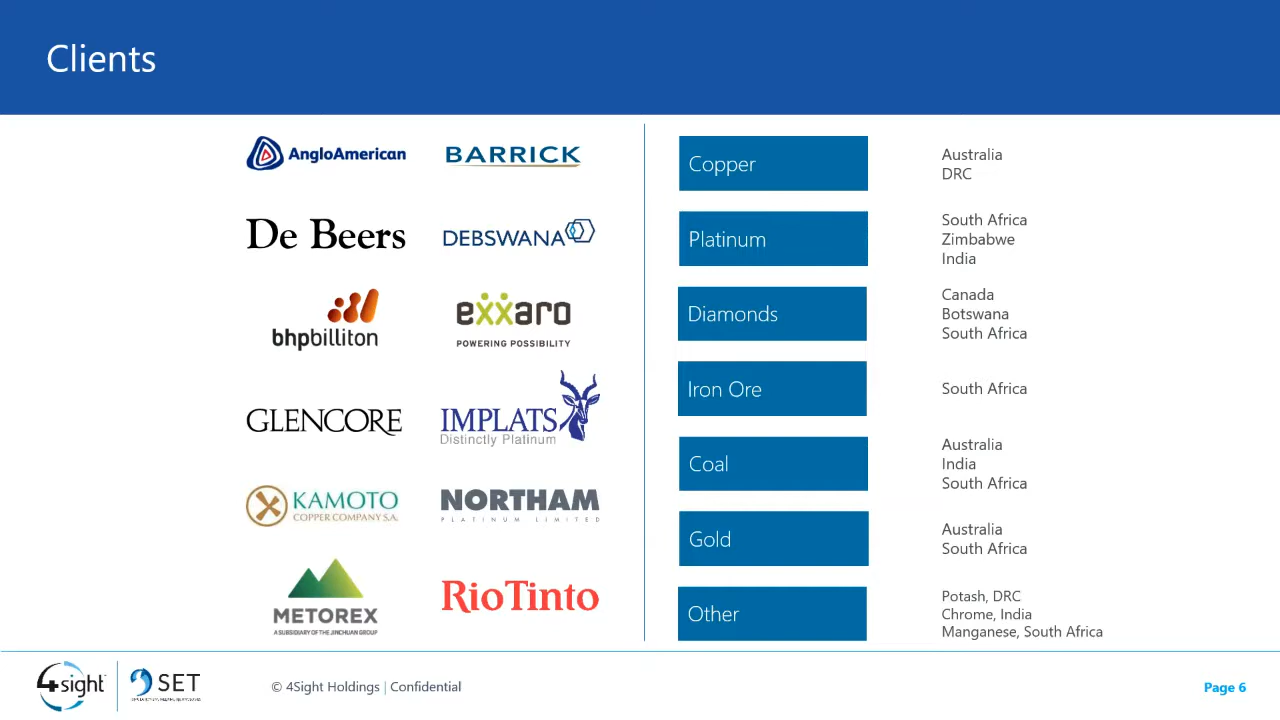 Clients
AngloAmerican
BARRICK
De Beers
DEBSWANA
bhpbilliton
exxaro
POWERING POSSIBILITY
GLENCORE
IMPLATS
Distinctly Platinum
KAMOTO
COPPER COMPANY S.A.
NORTHAM
PLATINUM LIMITED
METOREX
A SUBSIDIARY OF THE JINCHUAN GROUP
RioTinto
Copper
Australia
DRC
Platinum
South Africa
Zimbabwe
India
Diamonds
Canada
Botswana
South Africa
Iron Ore
South Africa
Coal
Australia
India
South Africa
Gold
Australia
South Africa
Other
Potash, DRC
Chrome, India
Manganese, South Africa
4sight
SET
© 4Sight Holdings | Confidential
Page 6